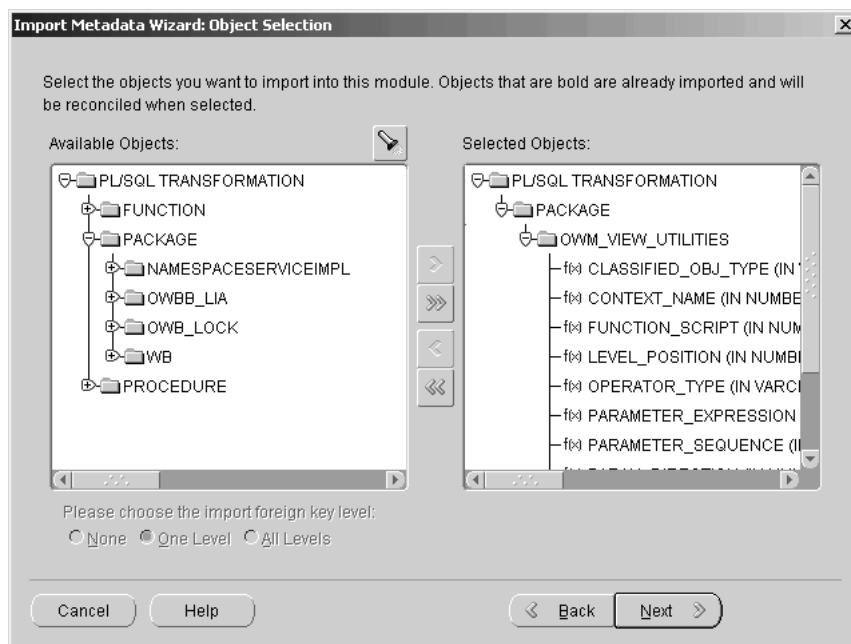 Import Metadata Wizard: Object Selection
Select the objects you want to import into this module. Objects that are bold are already imported and will
be reconciled when selected.
Available Objects:
PL/SQL TRANSFORMATION
FUNCTION
PACKAGE
NAMESPACESERVICEIMPL
OWBB_LIA
OWB_LOCK
WB
PROCEDURE
Selected Objects:
PL/SQL TRANSFORMATION
PACKAGE
OWM_VIEW_UTILITIES
f(x) CLASSIFIED_OBJ_TYPE (IN
f(x) CONTEXT_NAME (IN NUMBE
f(x) FUNCTION_SCRIPT (IN NUM
f(x) LEVEL_POSITION (IN NUMB
f(x) OPERATOR_TYPE (IN VARC
f(x) PARAMETER_EXPRESSION
f(x) PARAMETER_SEQUENCE (I
Please choose the import foreign key level:
None One Level All Levels
Cancel Help Back Next